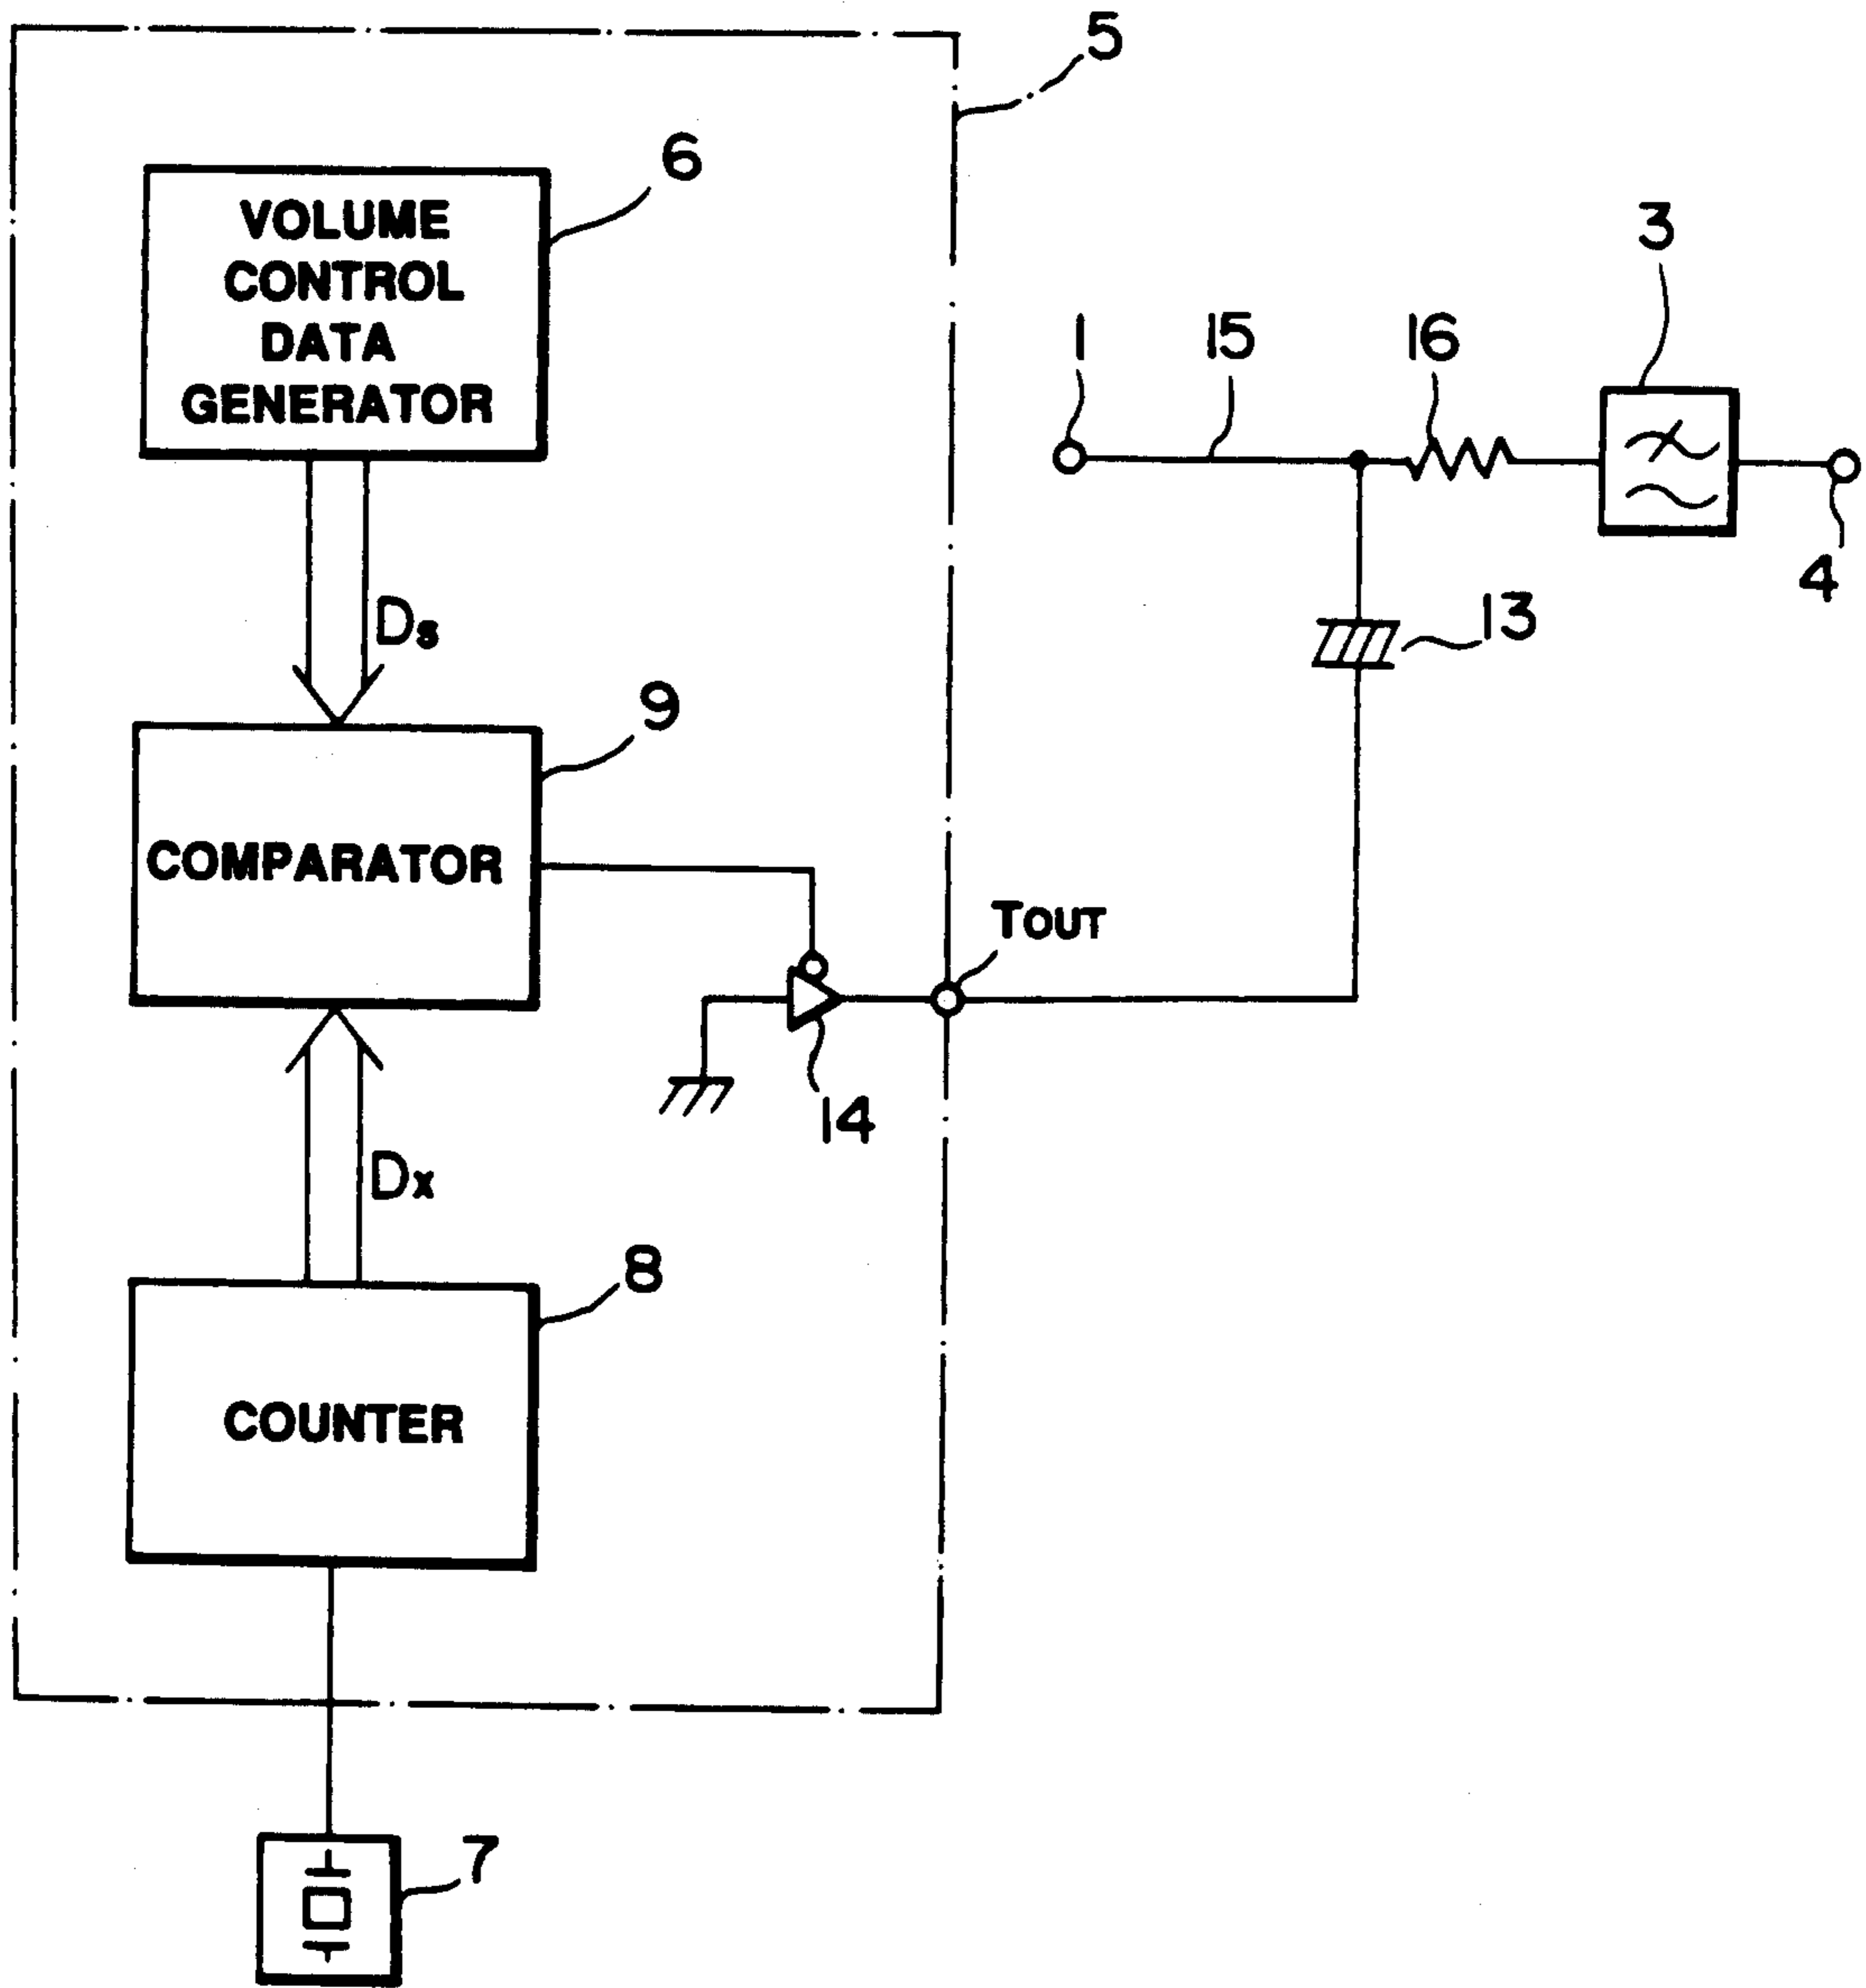 5
6
VOLUME
CONTROL
DATA
GENERATOR
3
1
15
16
4
Ds
13
9
COMPARATOR
TOUT
14
Dx
8
COUNTER
7